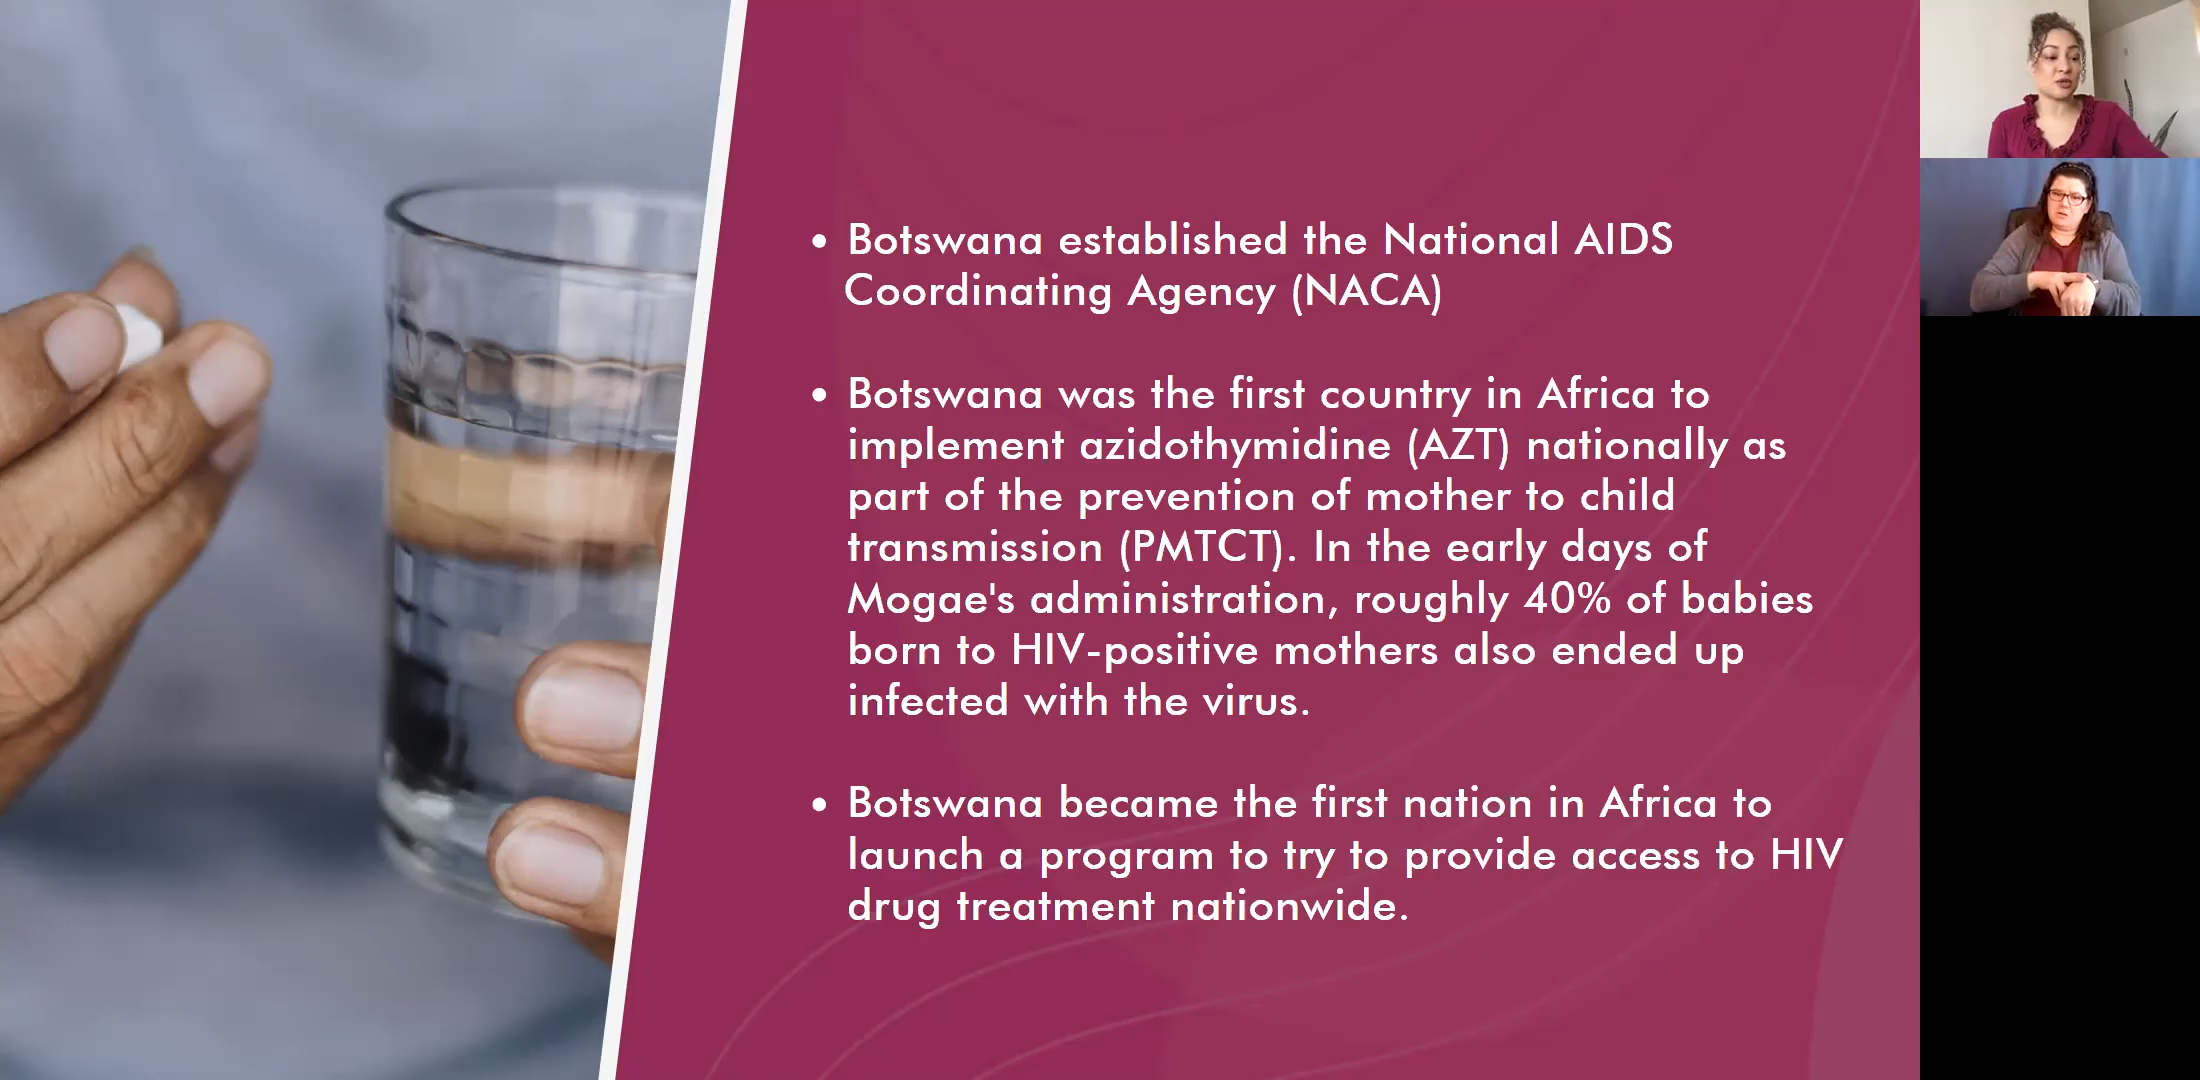 • Botswana established the National AIDS
Coordinating Agency (NACA)
• Botswana was the first country in Africa to
implement azidothymidine (AZT) nationally as
part of the prevention of mother to child
transmission (PMTCT). In the early days of
Mogae's administration, roughly 40% of babies
born to HIV-positive mothers also ended up
infected with the virus.
• Botswana became the first nation in Africa to
launch a program to try to provide access to HIV
drug treatment nationwide.